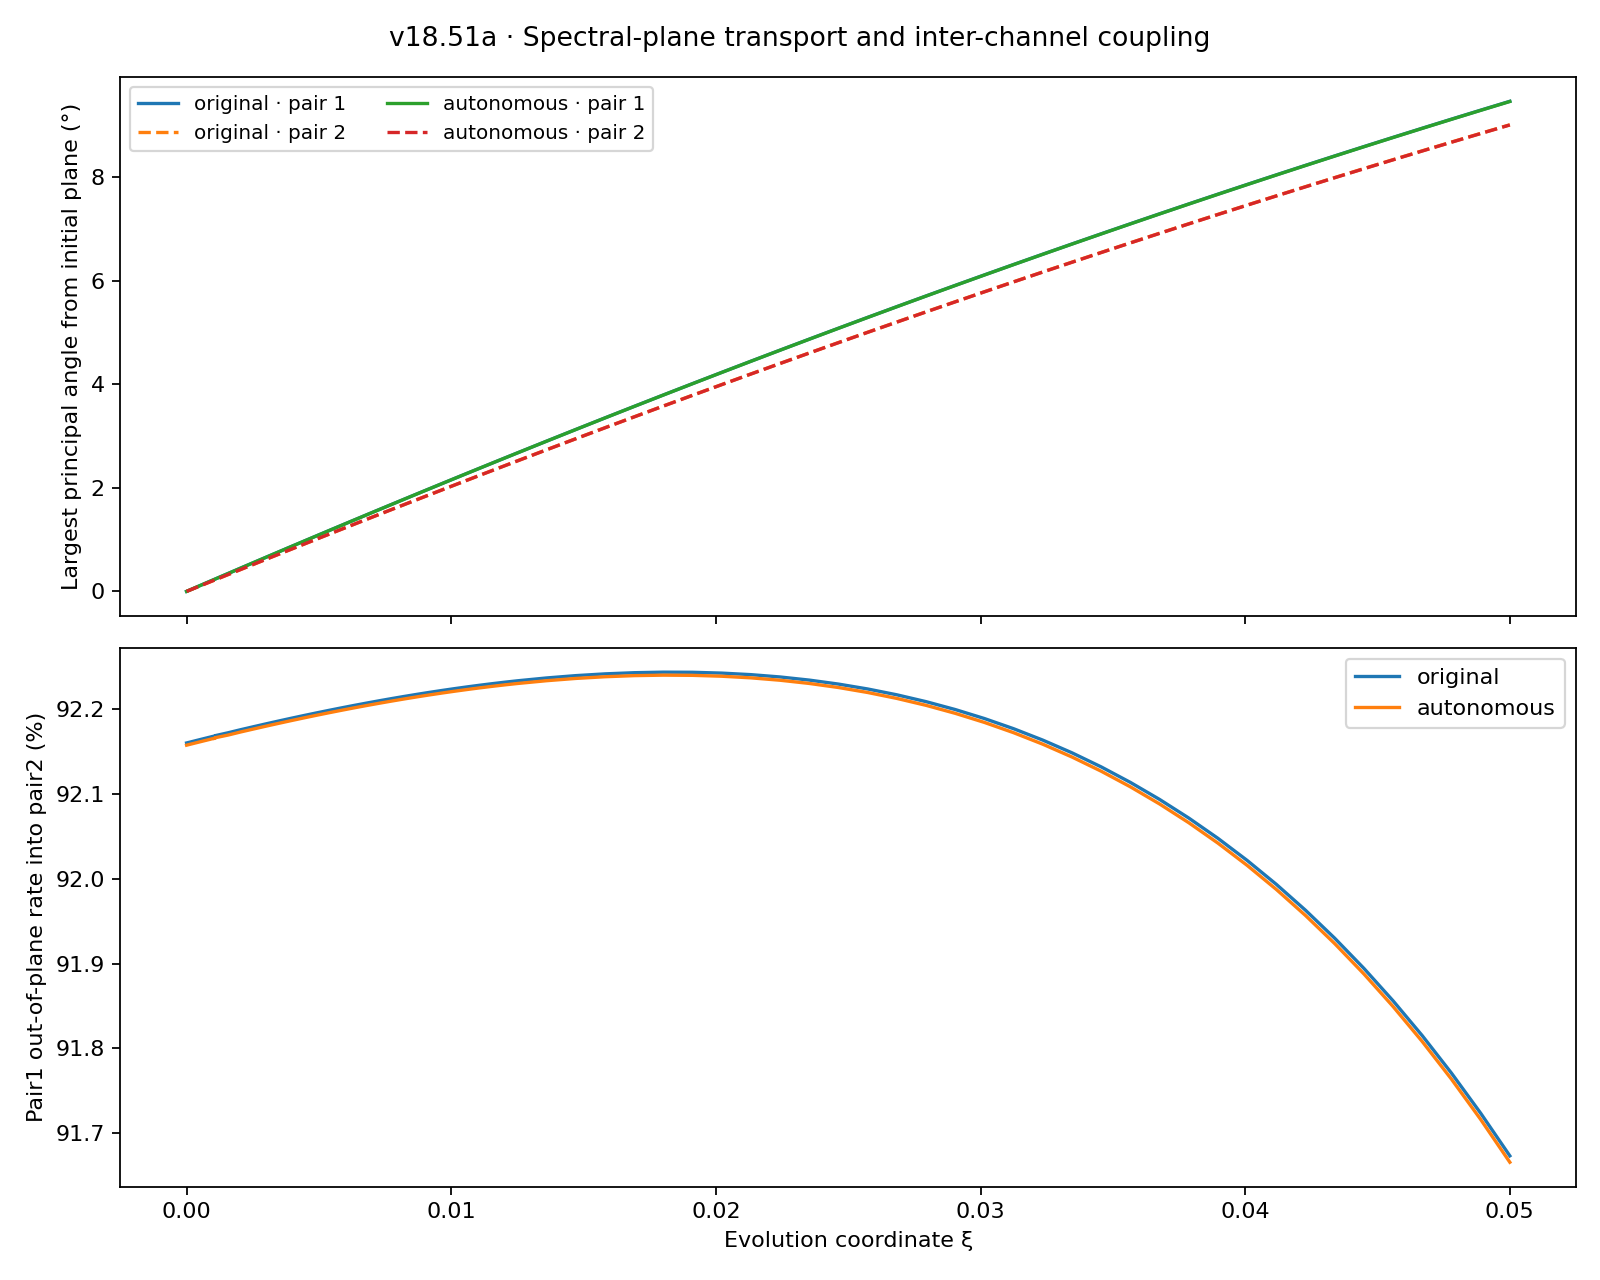 v18.51a · Spectral-plane transport and inter-channel coupling
original · pair 1
original · pair 2
autonomous · pair 1
autonomous · pair 2
Largest principal angle from initial plane (°)
8
6
4
2
0
original
autonomous
Pair1 out-of-plane rate into pair2 (%)
92.2
92.1
92.0
91.9
91.8
91.7
0.00 0.01 0.02 0.03 0.04 0.05
Evolution coordinate ξ